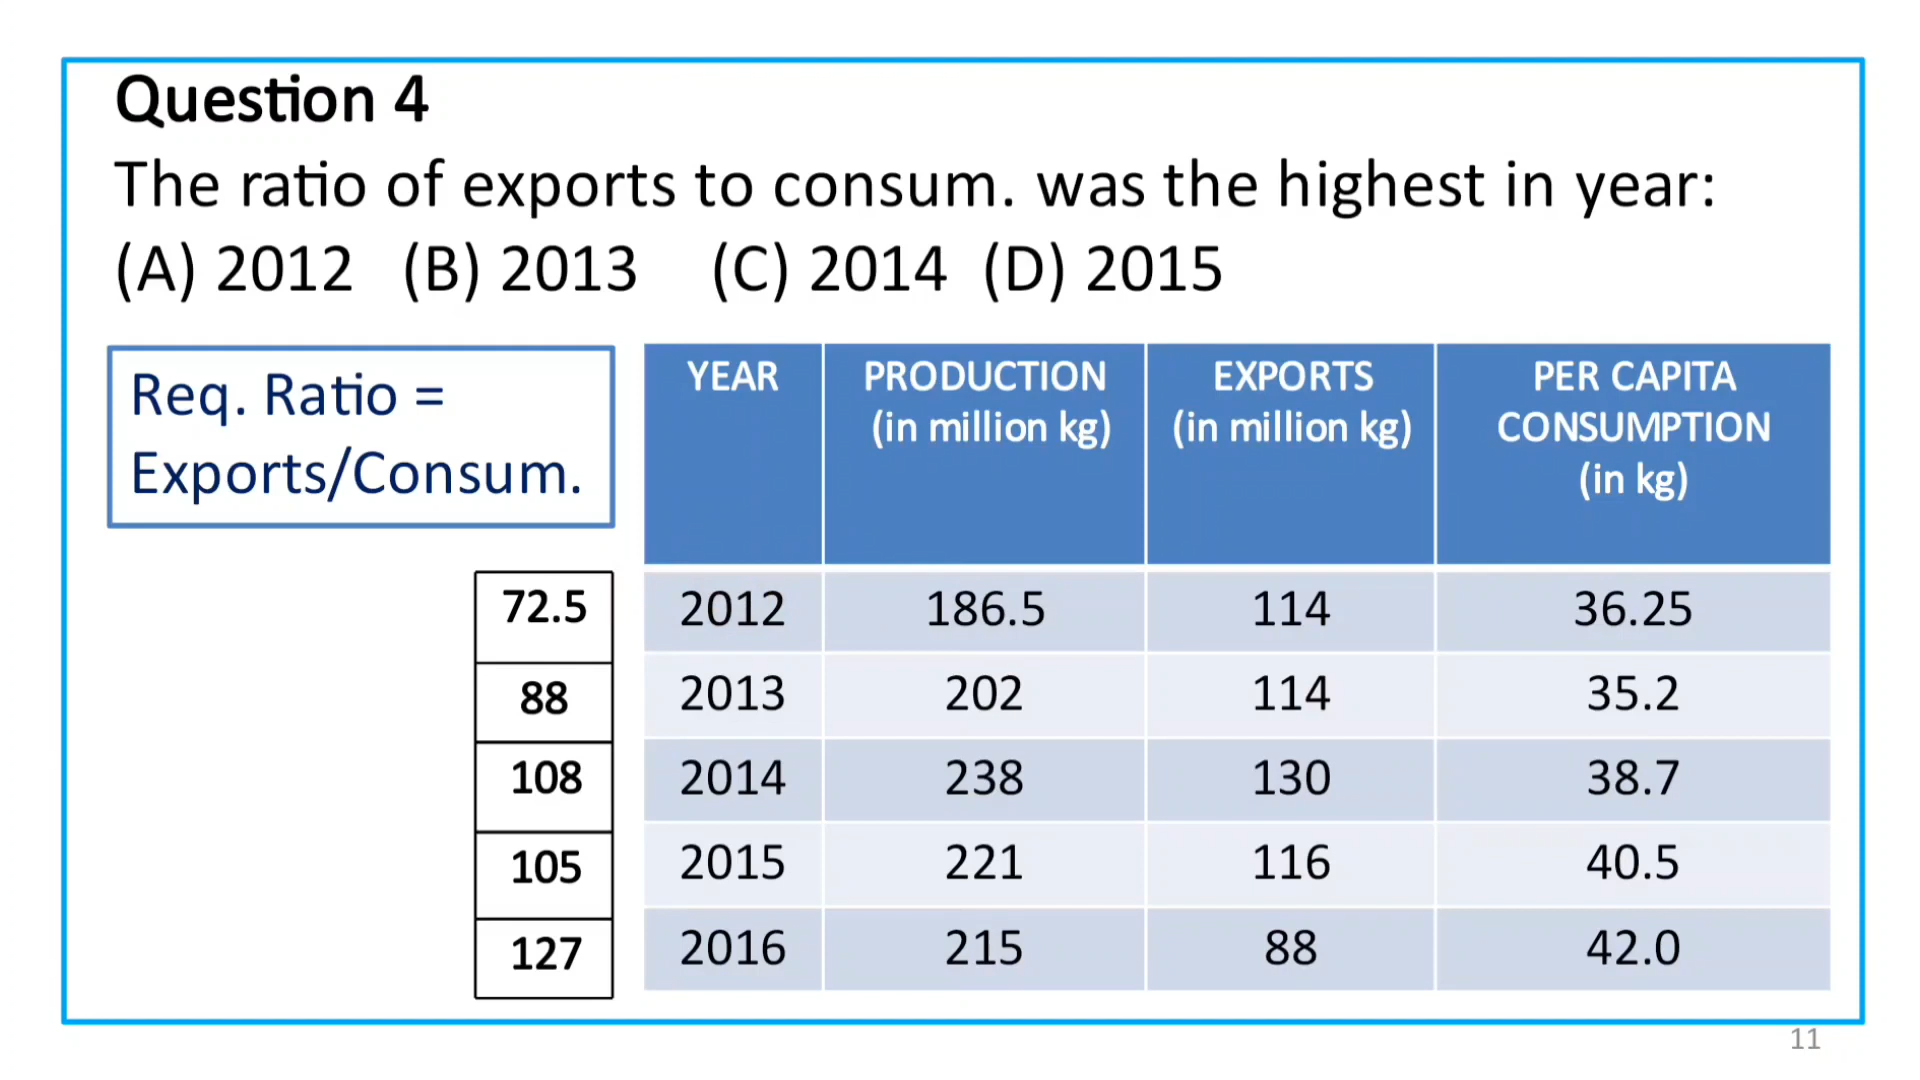 Question 4
The ratio of exports to consum. was the highest in year:
(A) 2012 (B) 2013 (C) 2014 (D) 2015
Req. Ratio =
Exports/Consum.
YEAR PRODUCTION EXPORTS PER CAPITA
(in million kg) (in million kg) CONSUMPTION
(in kg)
72.5 2012 186.5 114 36.25
88 2013 202 114 35.2
108 2014 238 130 38.7
105 2015 221 116 40.5
127 2016 215 88 42.0
11